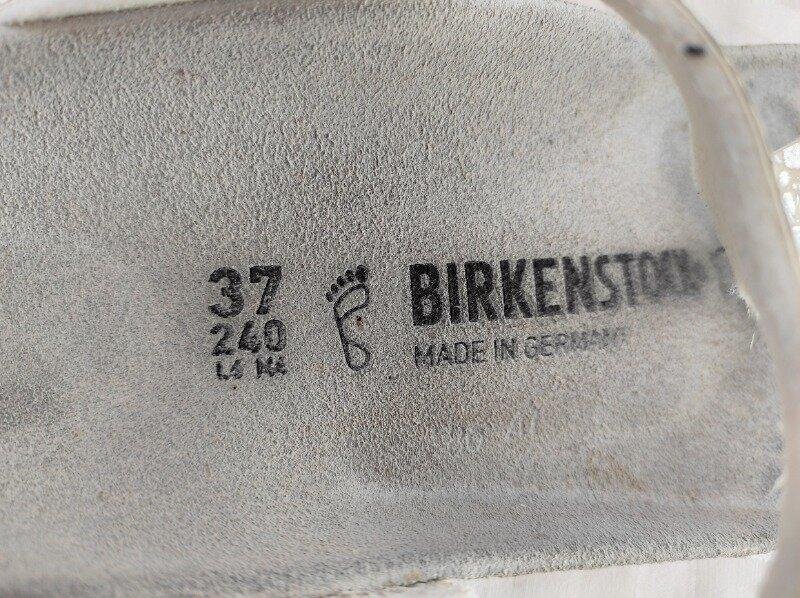 37
240
L6 M4
BIRKENSTOCK
MADE IN GERMANY